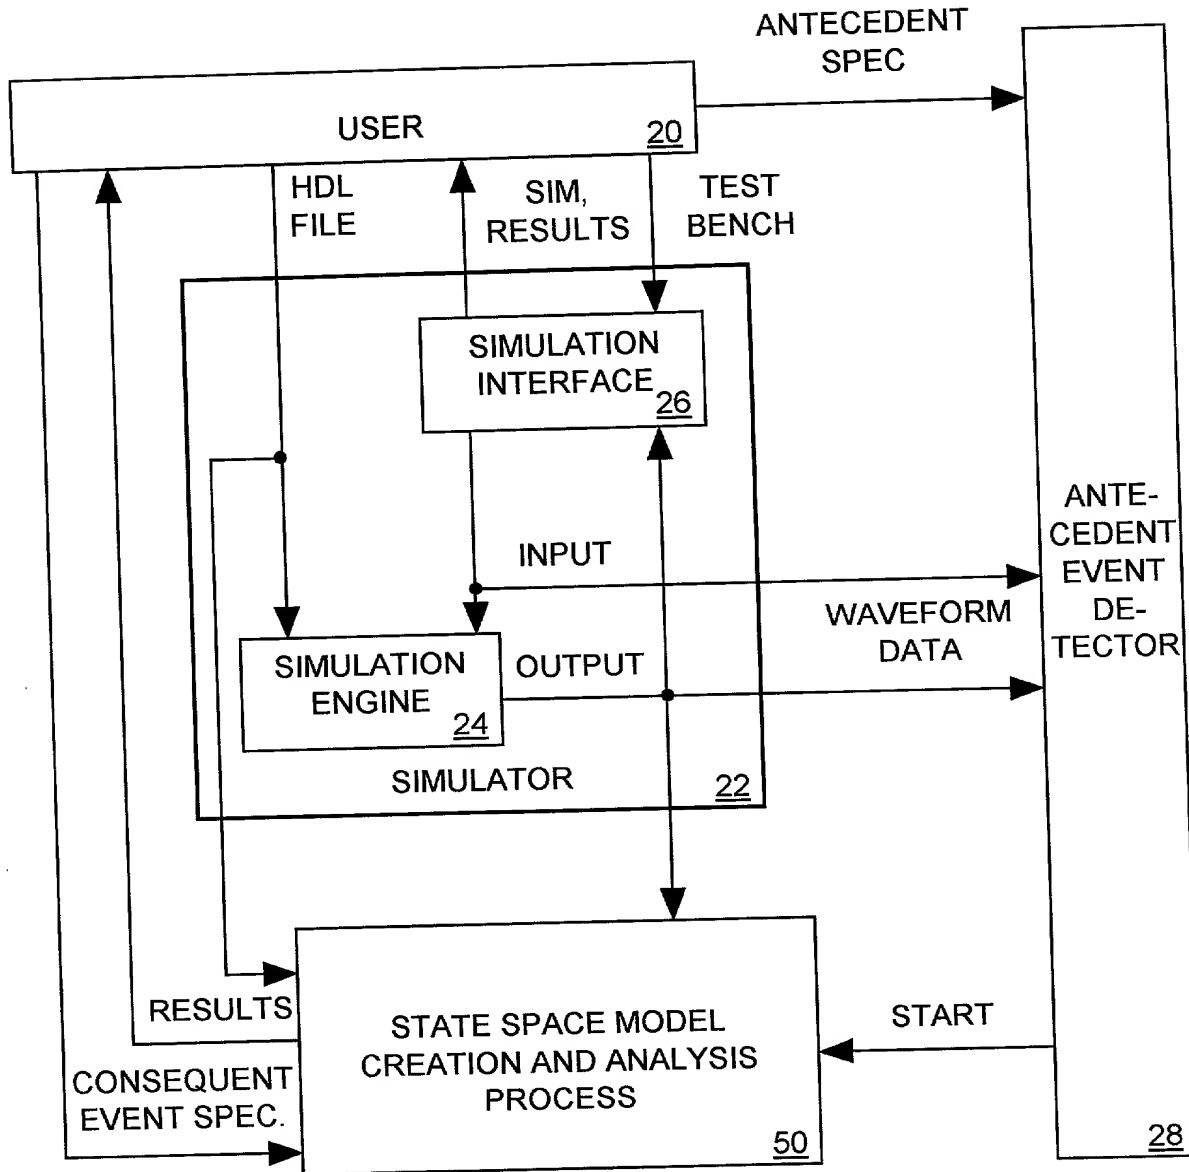 ANTECEDENT
SPEC
USER
20
HDL
FILE
SIM,
RESULTS
TEST
BENCH
SIMULATION
INTERFACE
26
INPUT
WAVEFORM
DATA
ANTE-
CEDENT
EVENT
DE-
TECTOR
SIMULATION
ENGINE
24
OUTPUT
SIMULATOR
22
RESULTS
START
STATE SPACE MODEL
CREATION AND ANALYSIS
PROCESS
50
CONSEQUENT
EVENT SPEC.
28